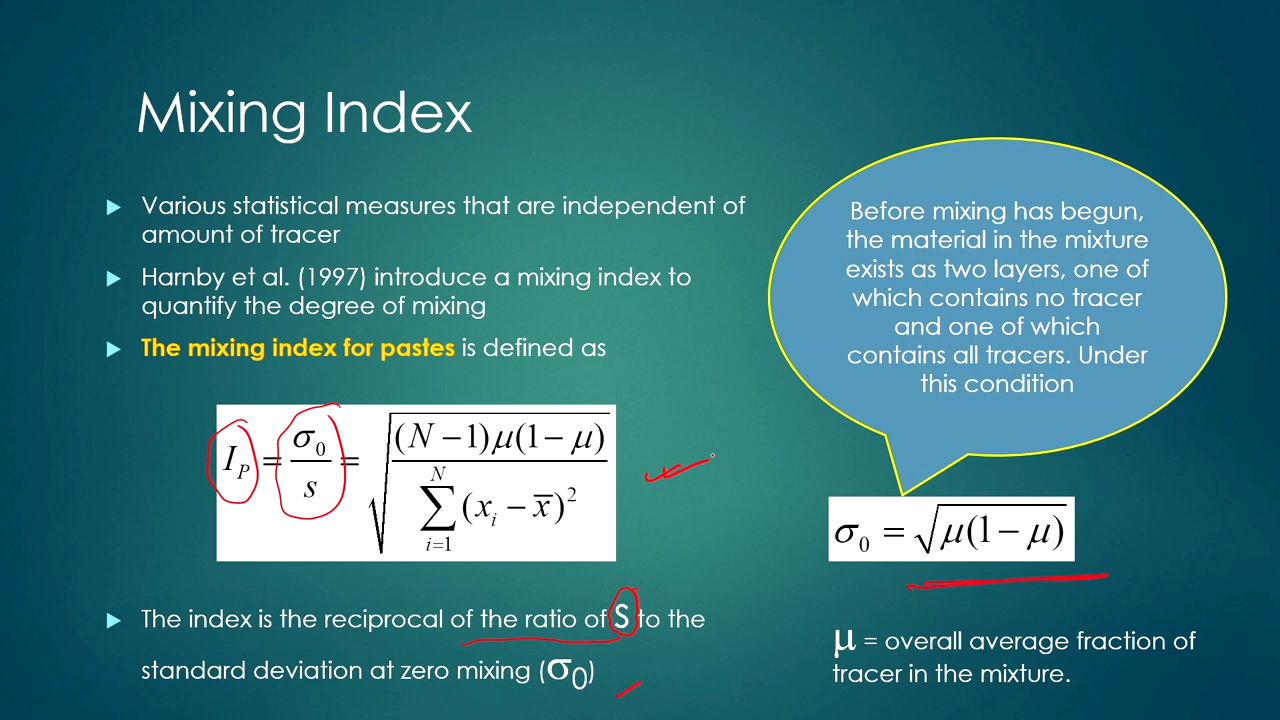 Mixing Index
Various statistical measures that are independent of
amount of tracer
Harnby et al. (1997) introduce a mixing index to
quantify the degree of mixing
The mixing index for pastes is defined as
I_P = σ_0 / s = √( (N − 1)μ(1 − μ) / ∑_{i=1}^{N} (x_i − x̄)² )
The index is the reciprocal of the ratio of S to the
standard deviation at zero mixing (σ_0)
Before mixing has begun,
the material in the mixture
exists as two layers, one of
which contains no tracer
and one of which
contains all tracers. Under
this condition
σ_0 = √( μ(1 − μ) )
μ = overall average fraction of
tracer in the mixture.